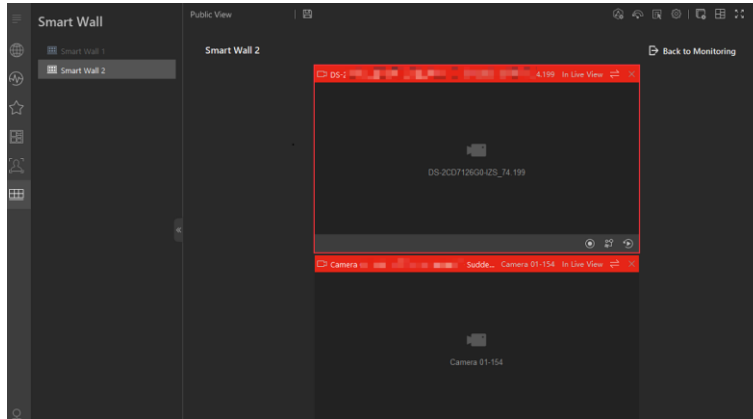 Smart Wall
Smart Wall 1
Smart Wall 2
Public View
Smart Wall 2
Back to Monitoring
DS-2 4.199 In Live View
DS-2CD7126G0-IZS_74.199
Camera Sudde... Camera 01-154 In Live View
Camera 01-154